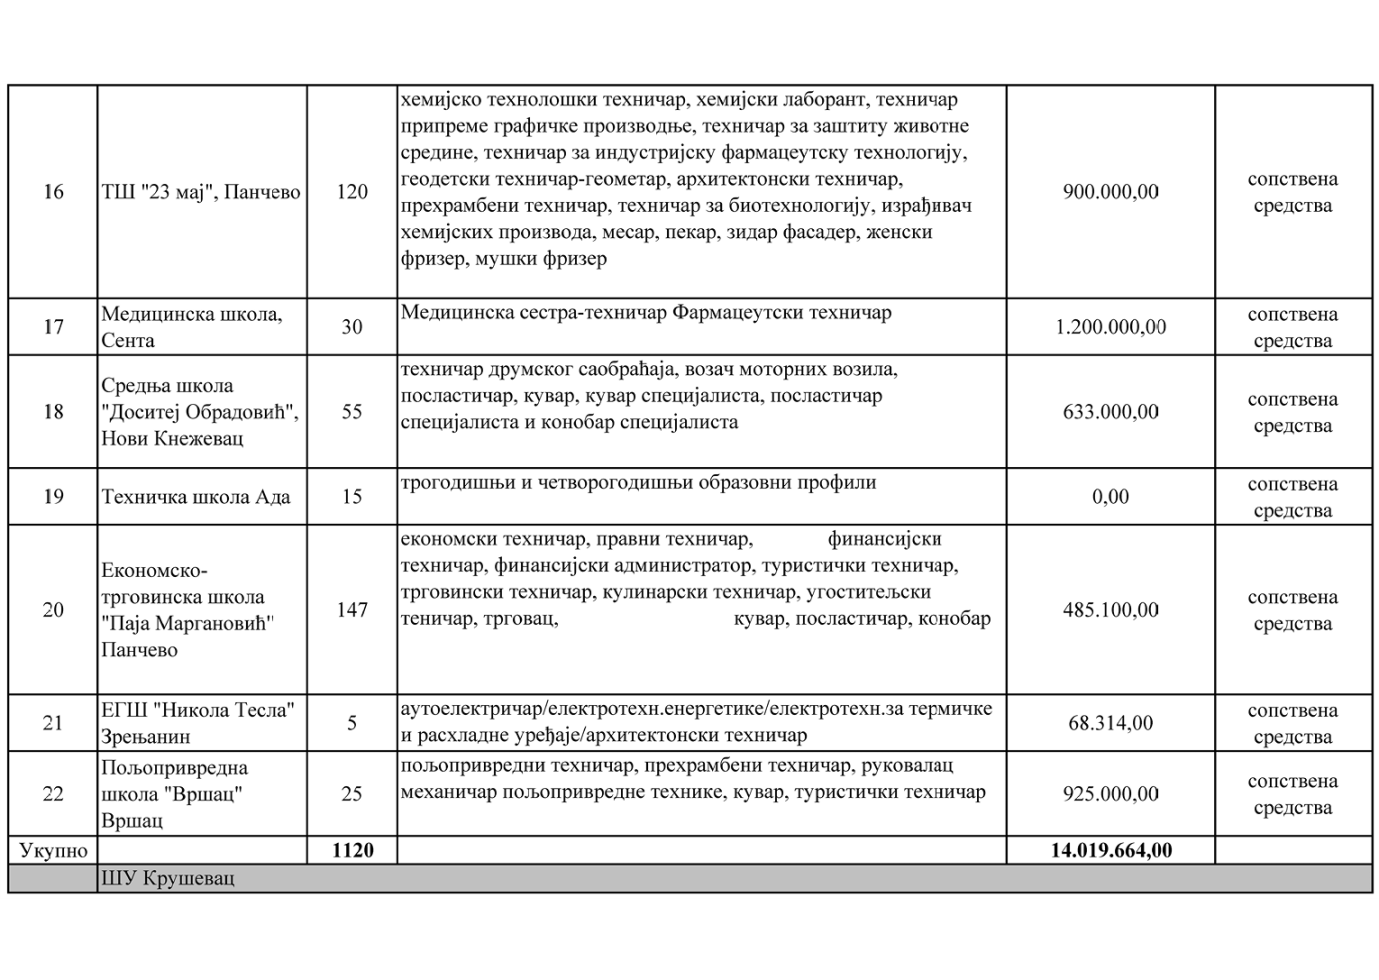 хемијско технолошки техничар, хемијски лаборант, техничар
припреме графичке производње, техничар за заштиту животне
средине, техничар за индустријску фармацеутску технологију,
геодетски техничар-геометар, архитектонски техничар,
прехрамбени техничар, техничар за биотехнологију, израђивач
хемијских производа, месар, пекар, зидар фасадер, женски
фризер, мушки фризер
16
ТШ "23 мај", Панчево
120
900.000,00
сопствена
средства
17
Медицинска школа,
Сента
30
Медицинска сестра-техничар Фармацеутски техничар
1.200.000,00
сопствена
средства
18
Средња школа
"Доситеј Обрадовић",
Нови Кнежевац
55
техничар друмског саобраћаја, возач моторних возила,
посластичар, кувар, кувар специјалиста, посластичар
специјалиста и конобар специјалиста
633.000,00
сопствена
средства
19
Техничка школа Ада
15
трогодишњи и четворогодишњи образовни профили
0,00
сопствена
средства
20
Економско-
трговинска школа
"Паја Маргановић"
Панчево
147
економски техничар, правни техничар, финансијски
техничар, финансијски администратор, туристички техничар,
трговински техничар, кулинарски техничар, угоститељски
теничар, трговац, кувар, посластичар, конобар
485.100,00
сопствена
средства
21
ЕГШ "Никола Тесла"
Зрењанин
5
аутоелектричар/електротехн.енергетике/електротехн.за термичке
и расхладне уређаје/архитектонски техничар
68.314,00
сопствена
средства
22
Пољопривредна
школа "Вршац"
Вршац
25
пољопривредни техничар, прехрамбени техничар, руковалац
механичар пољопривредне технике, кувар, туристички техничар
925.000,00
сопствена
средства
Укупно
1120
14.019.664,00
ШУ Крушевац